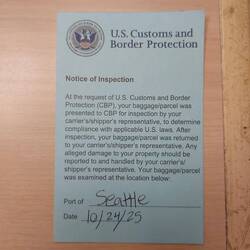 U.S. Customs and
Border Protection
Notice of Inspection
At the request of U.S. Customs and Border
Protection (CBP), your baggage/parcel was
presented to CBP for inspection by your
carrier's/shipper's representative, to determine
compliance with applicable U.S. laws. After
inspection, your baggage/parcel was returned
to your carrier's/shipper's representative. Any
alleged damage to your property should be
reported to and handled by your carrier's/
shipper's representative. Your baggage/parcel
was examined at the location below:
Port of Seattle
Date 10/24/25